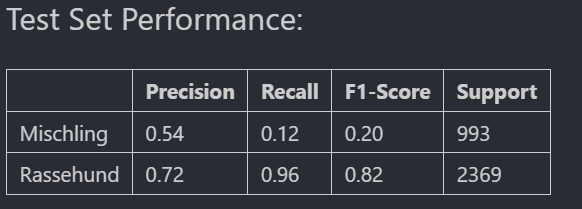 Test Set Performance:
Precision Recall F1-Score Support
Mischling 0.54 0.12 0.20 993
Rassehund 0.72 0.96 0.82 2369